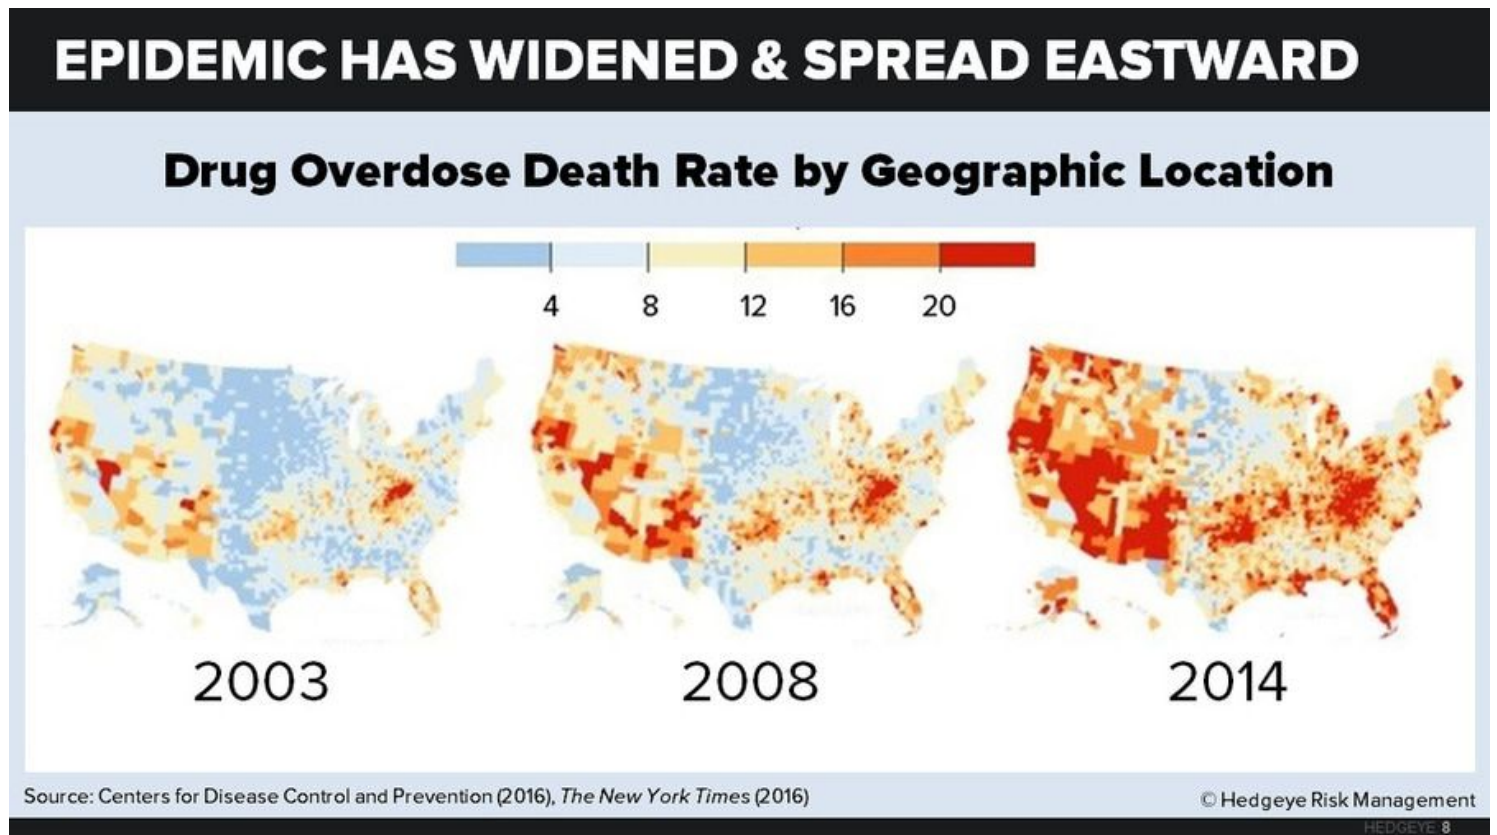 EPIDEMIC HAS WIDENED & SPREAD EASTWARD
Drug Overdose Death Rate by Geographic Location
4 8 12 16 20
2003 2008 2014
Source: Centers for Disease Control and Prevention (2016), The New York Times (2016)
© Hedgeye Risk Management
HEDGEYE 8